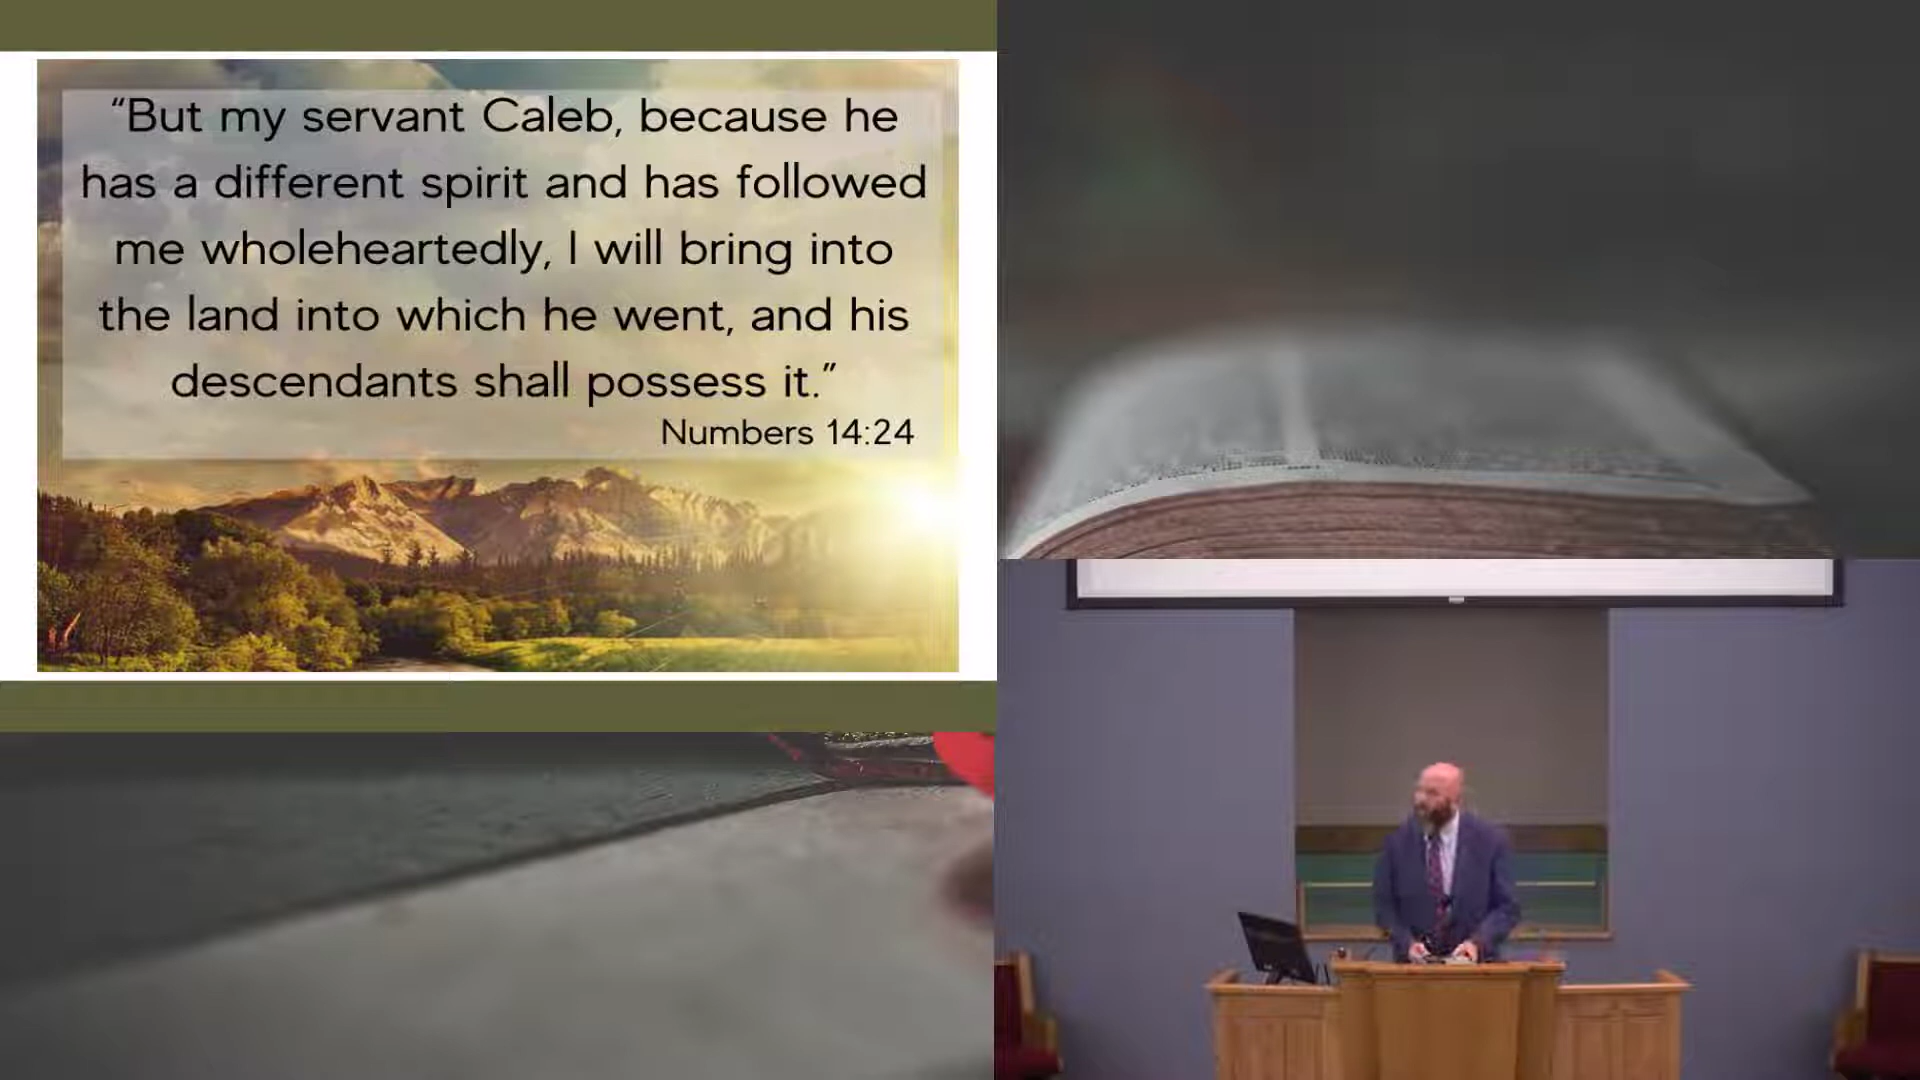 “But my servant Caleb, because he
has a different spirit and has followed
me wholeheartedly, I will bring into
the land into which he went, and his
descendants shall possess it.”
Numbers 14:24